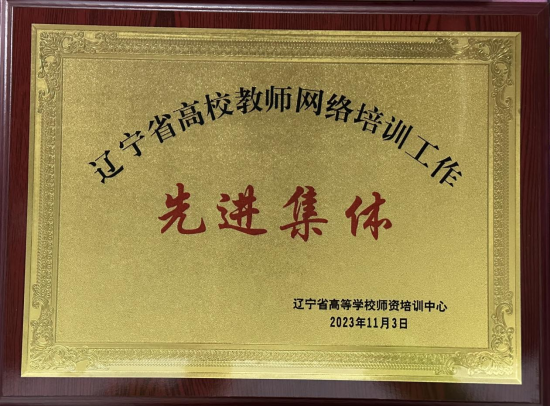 辽宁省高校教师网络培训工作
先进集体
辽宁省高等学校师资培训中心
2023年11月3日